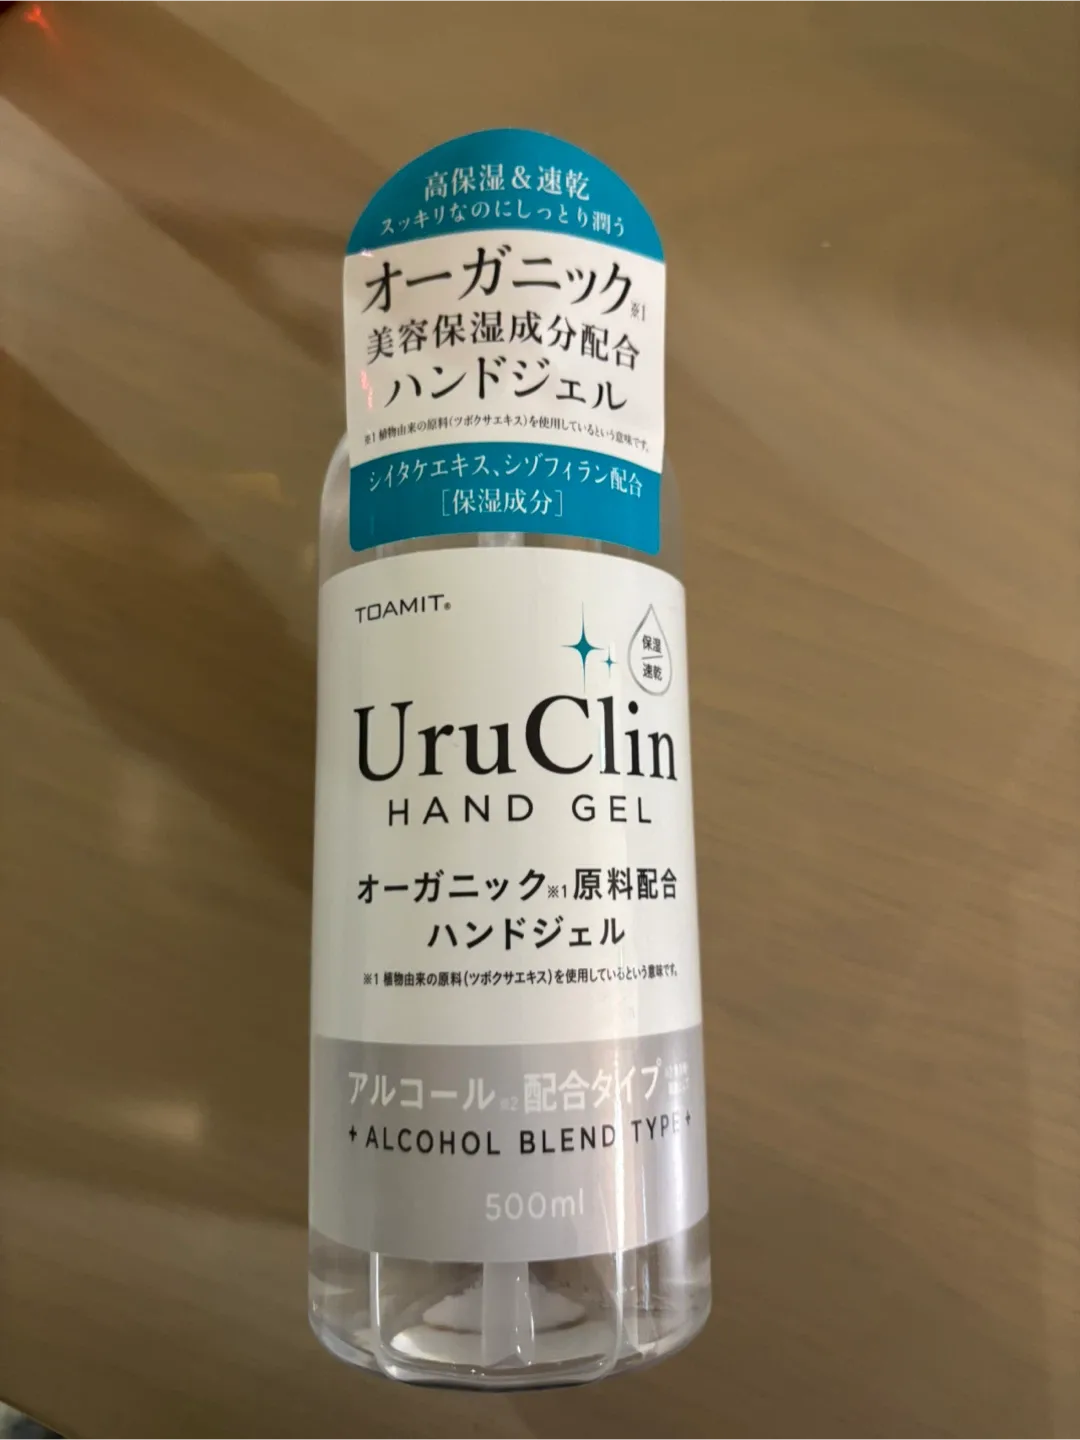 高保湿＆速乾
スッキリなのにしっとり潤う
オーガニック※1
美容保湿成分配合
ハンドジェル
※1 植物由来の原料(ツボクサエキス)を使用しているという意味です。
シイタケエキス、シゾフィラン配合
[保湿成分]
TOAMIT®
保湿
速乾
UruClin
HAND GEL
オーガニック※1原料配合
ハンドジェル
※1 植物由来の原料(ツボクサエキス)を使用しているという意味です。
アルコール※2配合タイプ
ALCOHOL BLEND TYPE
500ml